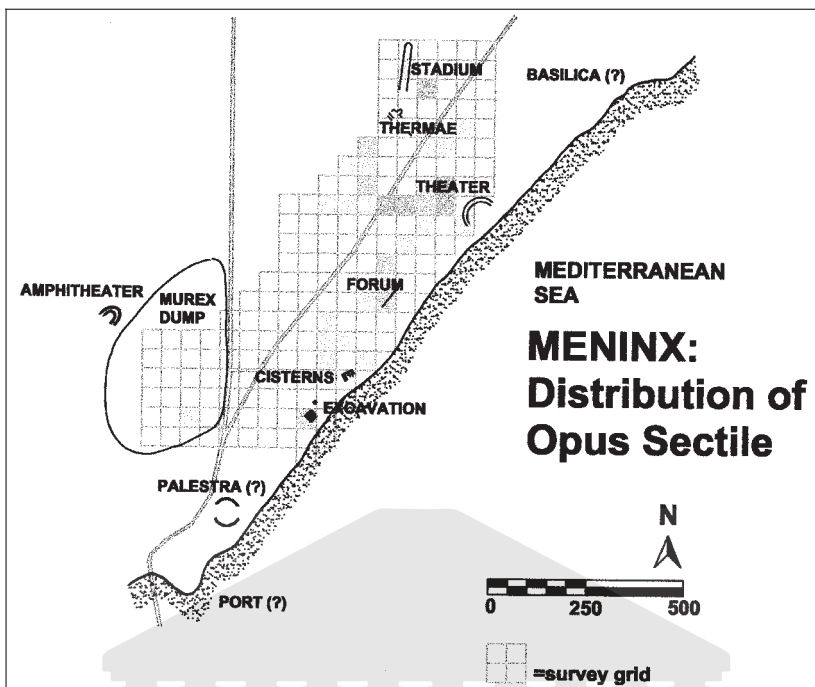 STADIUM
BASILICA (?)
THERMAE
THEATER
MEDITERRANEAN
SEA
AMPHITHEATER
MUREX
DUMP
FORUM
MENINX:
Distribution of
Opus Sectile
CISTERNS
EXCAVATION
PALESTRA (?)
PORT (?)
N
0 250 500
=survey grid